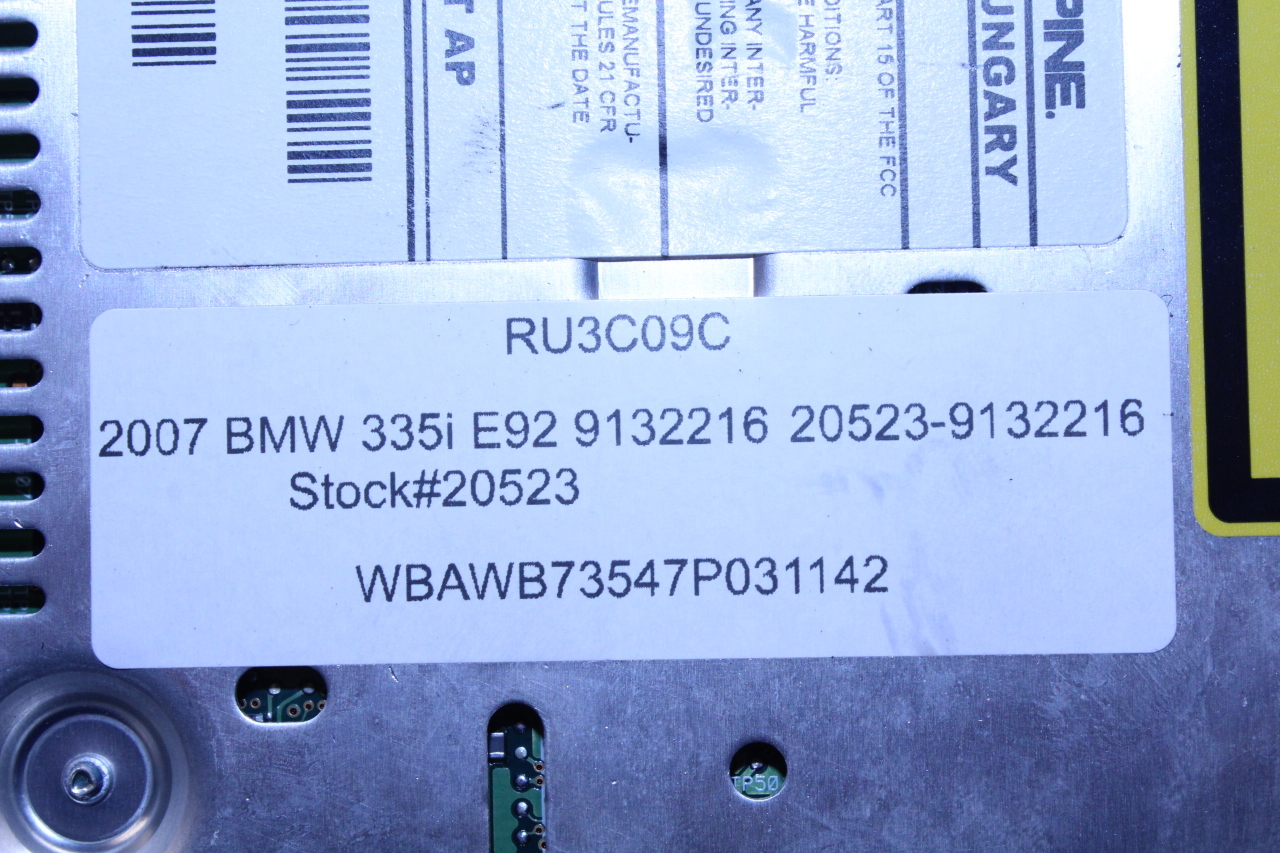 PINE.
UNGARY
ART 15 OF THE FCC
DITIONS:
E HARMFUL
ANY INTER-
ING INTER-
UNDESIRED
EMANUFACTU-
ULES 21 CFR
T THE DATE
T AP
RU3C09C
2007 BMW 335i E92 9132216 20523-9132216
Stock#20523
WBAWB73547P031142
TP50